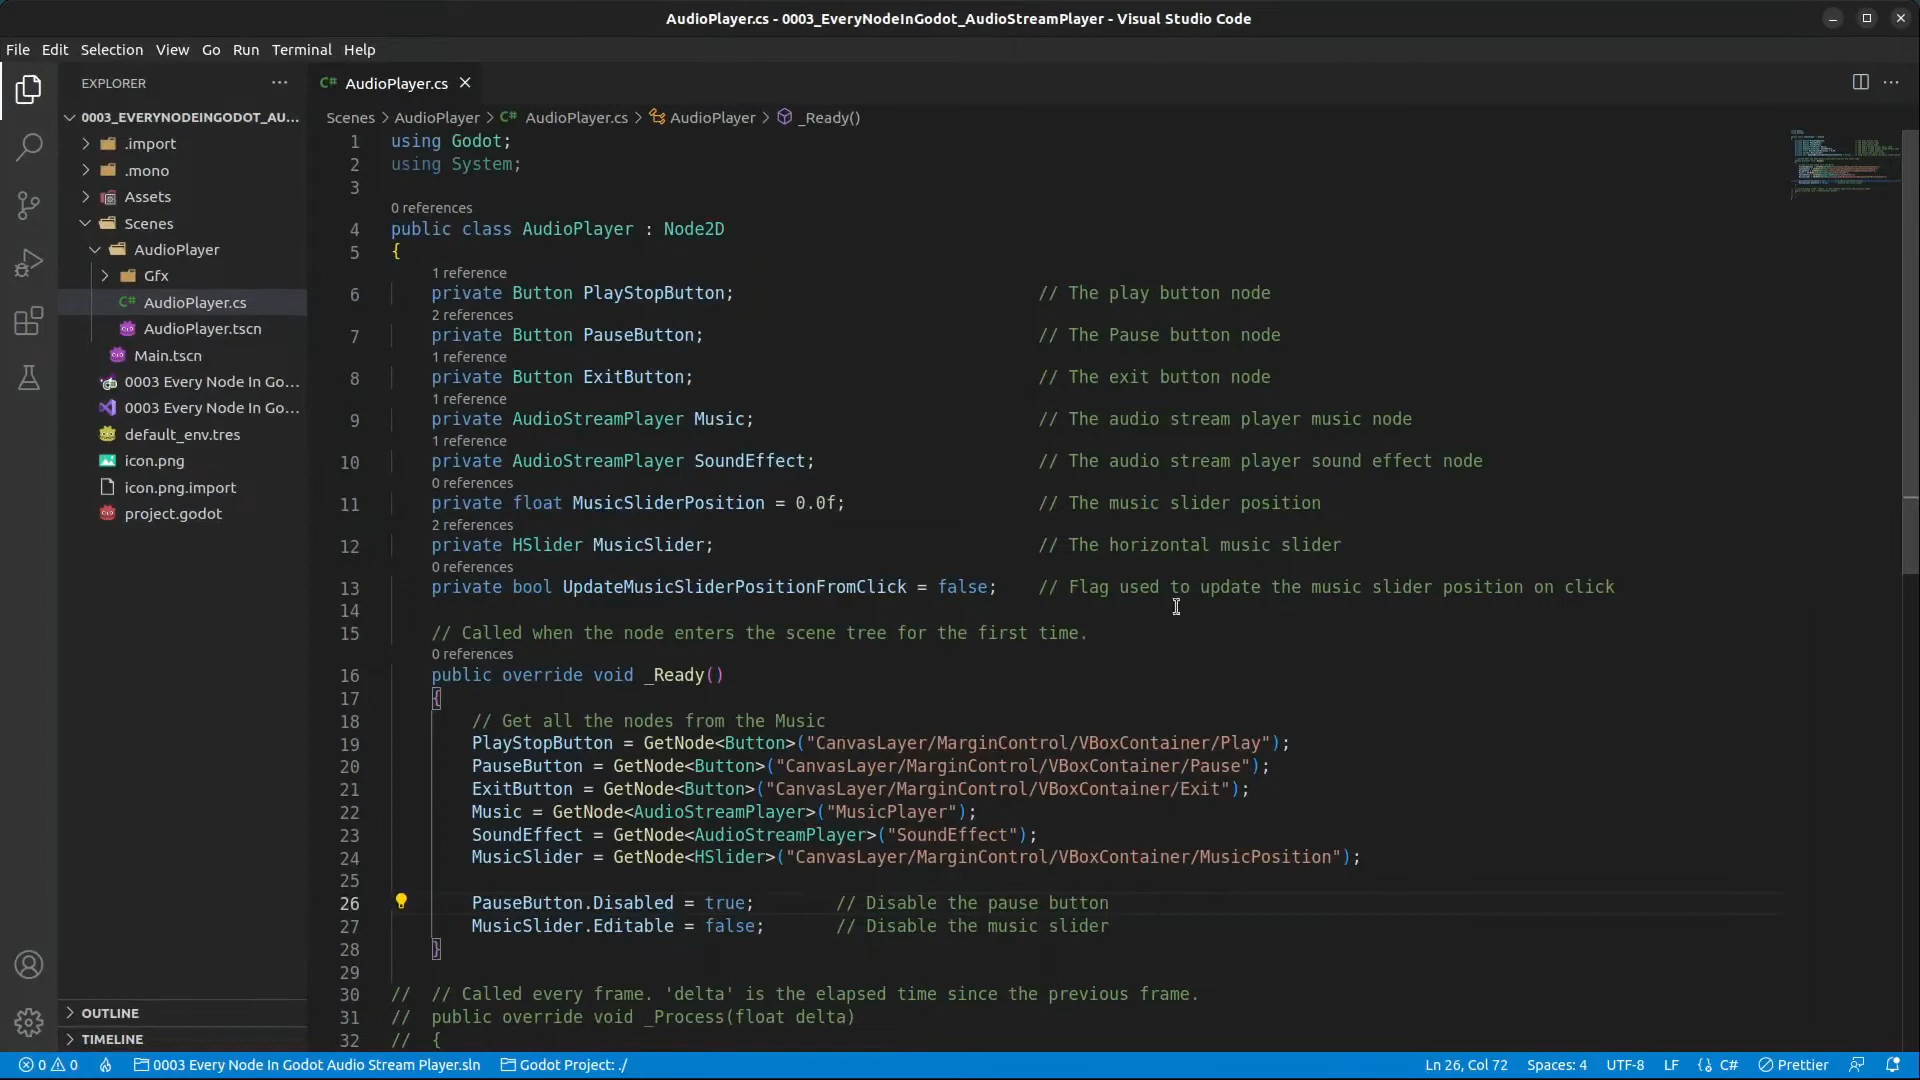 AudioPlayer.cs - 0003_EveryNodeInGodot_AudioStreamPlayer - Visual Studio Code
File Edit Selection View Go Run Terminal Help
EXPLORER
0003_EVERYNODEINGODOT_AU...
.import
.mono
Assets
Scenes
AudioPlayer
Gfx
AudioPlayer.cs
AudioPlayer.tscn
Main.tscn
0003 Every Node In Go...
0003 Every Node In Go...
default_env.tres
icon.png
icon.png.import
project.godot
OUTLINE
TIMELINE
C# AudioPlayer.cs
Scenes > AudioPlayer > C# AudioPlayer.cs > AudioPlayer > _Ready()
1 using Godot;
2 using System;
3
0 references
4 public class AudioPlayer : Node2D
5 {
1 reference
6 private Button PlayStopButton; // The play button node
2 references
7 private Button PauseButton; // The Pause button node
1 reference
8 private Button ExitButton; // The exit button node
1 reference
9 private AudioStreamPlayer Music; // The audio stream player music node
1 reference
10 private AudioStreamPlayer SoundEffect; // The audio stream player sound effect node
0 references
11 private float MusicSliderPosition = 0.0f; // The music slider position
2 references
12 private HSlider MusicSlider; // The horizontal music slider
0 references
13 private bool UpdateMusicSliderPositionFromClick = false; // Flag used to update the music slider position on click
14
15 // Called when the node enters the scene tree for the first time.
0 references
16 public override void _Ready()
17 {
18 // Get all the nodes from the Music
19 PlayStopButton = GetNode<Button>("CanvasLayer/MarginControl/VBoxContainer/Play");
20 PauseButton = GetNode<Button>("CanvasLayer/MarginControl/VBoxContainer/Pause");
21 ExitButton = GetNode<Button>("CanvasLayer/MarginControl/VBoxContainer/Exit");
22 Music = GetNode<AudioStreamPlayer>("MusicPlayer");
23 SoundEffect = GetNode<AudioStreamPlayer>("SoundEffect");
24 MusicSlider = GetNode<HSlider>("CanvasLayer/MarginControl/VBoxContainer/MusicPosition");
25
26 PauseButton.Disabled = true; // Disable the pause button
27 MusicSlider.Editable = false; // Disable the music slider
28 }
29
30 // // Called every frame. 'delta' is the elapsed time since the previous frame.
31 // public override void _Process(float delta)
32 // {
0 0 0003 Every Node In Godot Audio Stream Player.sln Godot Project: ./ Ln 26, Col 72 Spaces: 4 UTF-8 LF {} C# Prettier